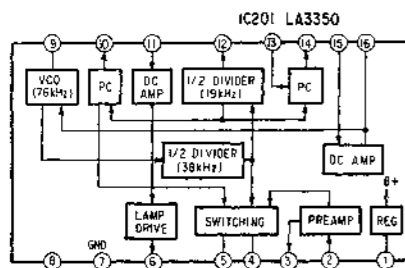 IC201 LA3350
9 10 11 12 13 14 15 16
VCO (76kHz)
PC
DC AMP
1/2 DIVIDER (19kHz)
PC
1/2 DIVIDER (38kHz)
DC AMP
B+
LAMP DRIVE
SWITCHING
PREAMP
REG
GND
8 7 6 5 4 3 2 1